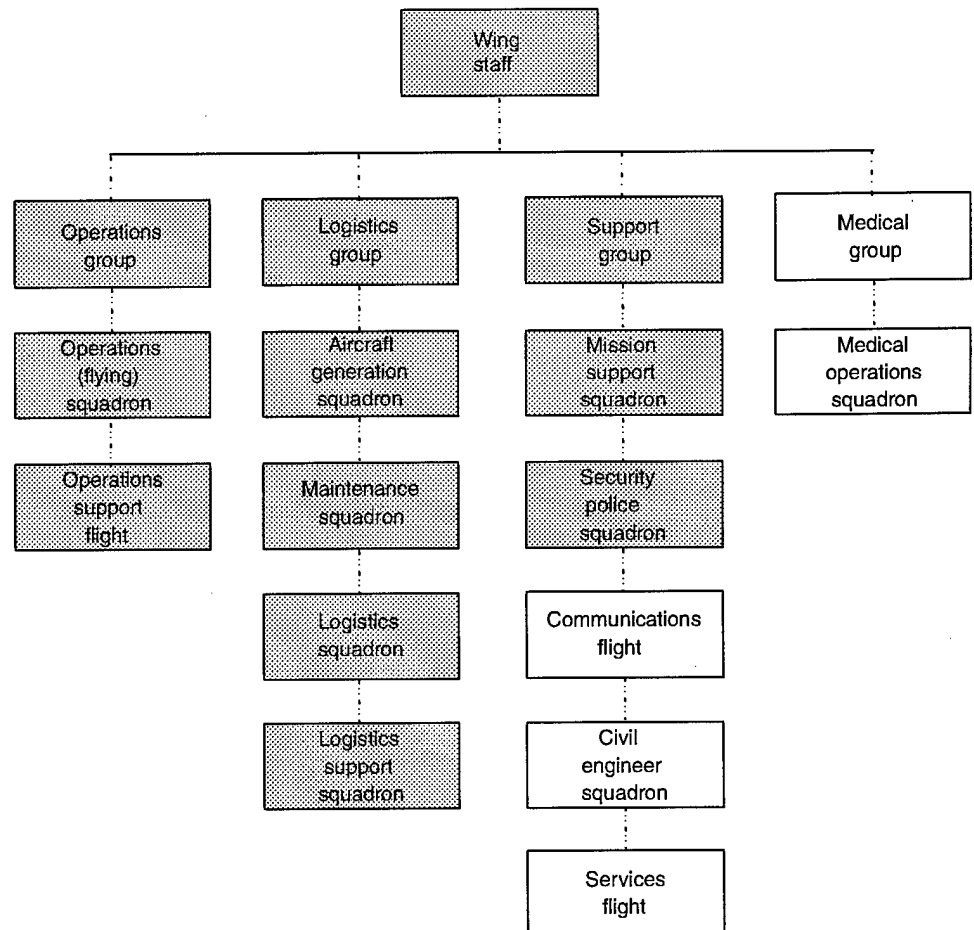 Wing
staff
Operations
group
Logistics
group
Support
group
Medical
group
Operations
(flying)
squadron
Aircraft
generation
squadron
Mission
support
squadron
Medical
operations
squadron
Operations
support
flight
Maintenance
squadron
Security
police
squadron
Logistics
squadron
Communications
flight
Logistics
support
squadron
Civil
engineer
squadron
Services
flight